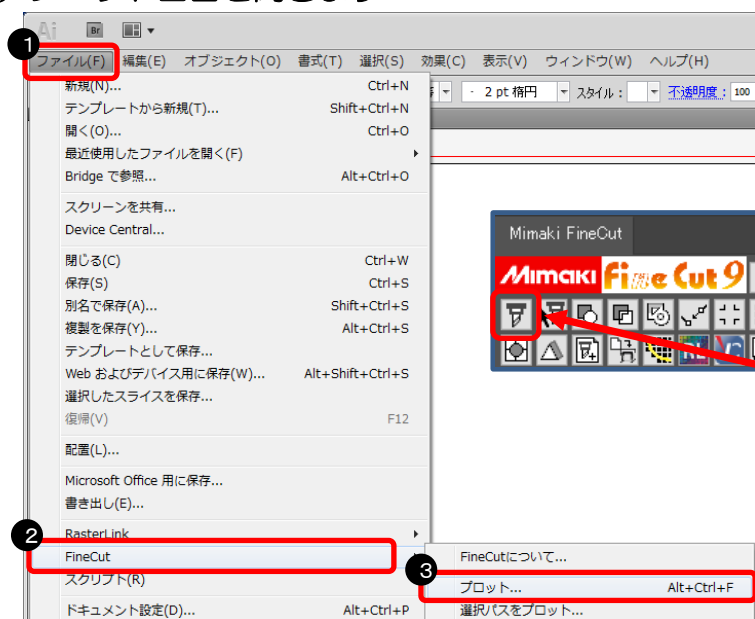 画面を開きます
Ai Br
1
ファイル(F) 編集(E) オブジェクト(O) 書式(T) 選択(S) 効果(C) 表示(V) ウィンドウ(W) ヘルプ(H)
2 pt 楕円 スタイル： 不透明度： 100
新規(N)... Ctrl+N
テンプレートから新規(T)... Shift+Ctrl+N
開く(O)... Ctrl+O
最近使用したファイルを開く(F)
Bridge で参照... Alt+Ctrl+O
スクリーンを共有...
Device Central...
閉じる(C) Ctrl+W
保存(S) Ctrl+S
別名で保存(A)... Shift+Ctrl+S
複製を保存(Y)... Alt+Ctrl+S
テンプレートとして保存...
Web およびデバイス用に保存(W)... Alt+Shift+Ctrl+S
選択したスライスを保存...
復帰(V) F12
配置(L)...
Microsoft Office 用に保存...
書き出し(E)...
RasterLink
2
FineCut
スクリプト(R)
ドキュメント設定(D)... Alt+Ctrl+P
Mimaki FineCut
Mimaki Fine Cut 9
RL
FineCutについて...
3
プロット... Alt+Ctrl+F
選択パスをプロット...